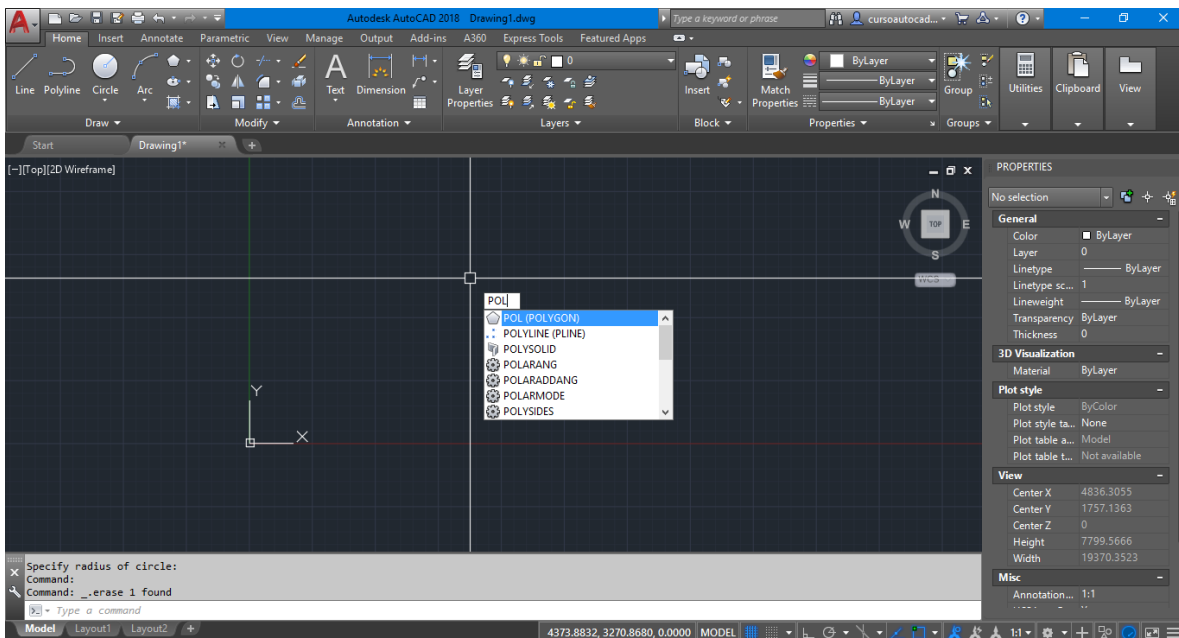 Autodesk AutoCAD 2018 Drawing1.dwg
Type a keyword or phrase
cursoautocad...
Home Insert Annotate Parametric View Manage Output Add-ins A360 Express Tools Featured Apps
Line Polyline Circle Arc
Text Dimension
Layer Properties
0
Insert
Match Properties
ByLayer
ByLayer
ByLayer
Group
Utilities Clipboard View
Draw Modify Annotation Layers Block Properties Groups
Start Drawing1*
[−][Top][2D Wireframe]
N
W TOP E
S
WCS
POL
POL (POLYGON)
POLYLINE (PLINE)
POLYSOLID
POLARANG
POLARADDANG
POLARMODE
POLYSIDES
Y
X
PROPERTIES
No selection
General
Color ByLayer
Layer 0
Linetype ByLayer
Linetype sc... 1
Lineweight ByLayer
Transparency ByLayer
Thickness 0
3D Visualization
Material ByLayer
Plot style
Plot style ByColor
Plot style ta... None
Plot table a... Model
Plot table t... Not available
View
Center X 4836.3055
Center Y 1757.1363
Center Z 0
Height 7799.5666
Width 19370.3523
Misc
Annotation... 1:1
Specify radius of circle:
Command:
Command: _.erase 1 found
Type a command
Model Layout1 Layout2 +
4373.8832, 3270.8680, 0.0000 MODEL 1:1